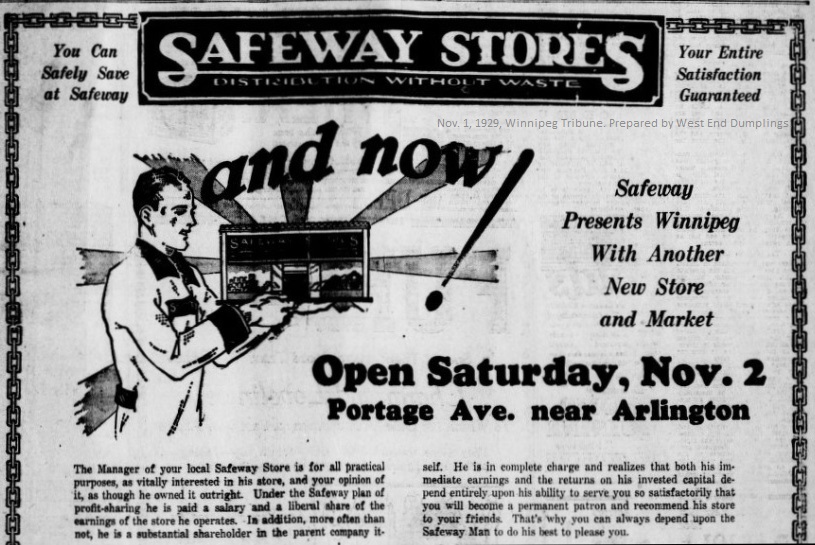 You Can
Safely Save
at Safeway
SAFEWAY STORES
DISTRIBUTION WITHOUT WASTE
Your Entire
Satisfaction
Guaranteed
Nov. 1, 1929, Winnipeg Tribune. Prepared by West End Dumplings
and now!
SAFEWAY STORES
Safeway
Presents Winnipeg
With Another
New Store
and Market
Open Saturday, Nov. 2
Portage Ave. near Arlington
The Manager of your local Safeway Store is for all practical
purposes, as vitally interested in his store, and your opinion of
it, as though he owned it outright. Under the Safeway plan of
profit-sharing he is paid a salary and a liberal share of the
earnings of the store he operates. In addition, more often than
not, he is a substantial shareholder in the parent company it-
self. He is in complete charge and realizes that both his im-
mediate earnings and the returns on his invested capital de-
pend entirely upon his ability to serve you so satisfactorily that
you will become a permanent patron and recommend his store
to your friends. That's why you can always depend upon the
Safeway Man to do his best to please you.